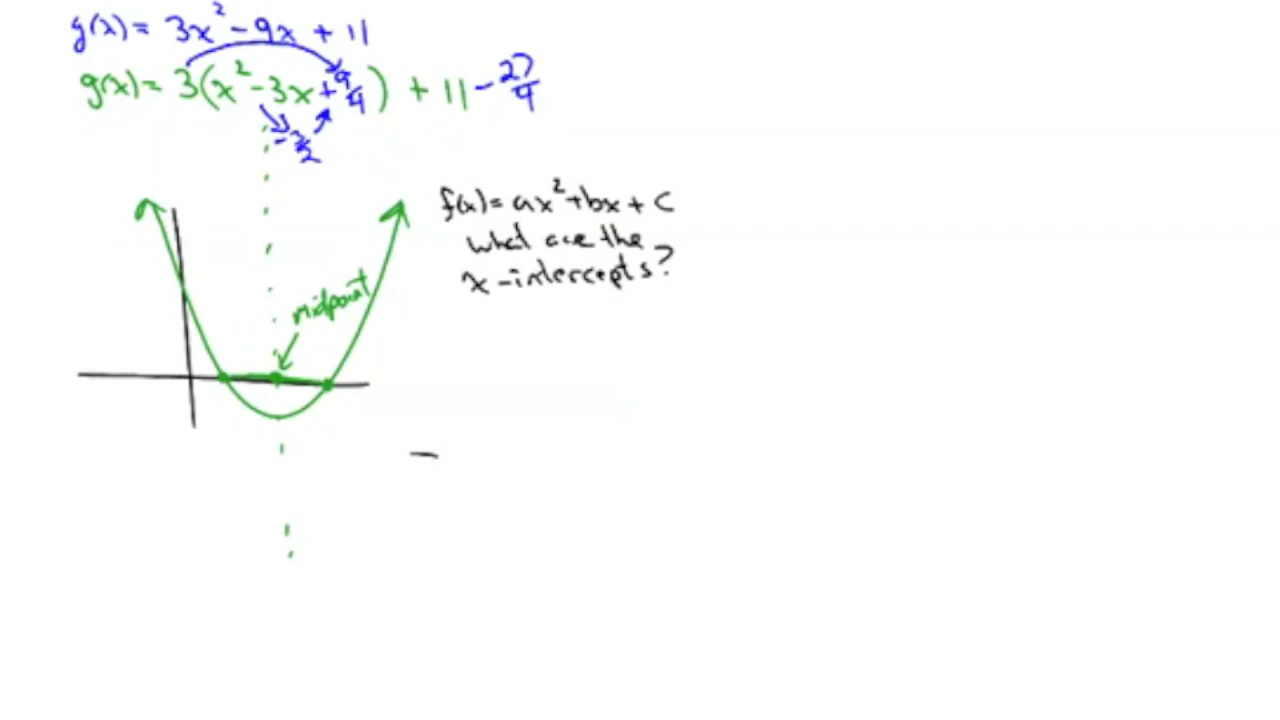 g(x) = 3x² - 9x + 11
g(x) = 3(x² - 3x + 9/4) + 11 - 27/4
-3/2
f(x) = ax² + bx + c
what are the
x-intercepts?
midpoint